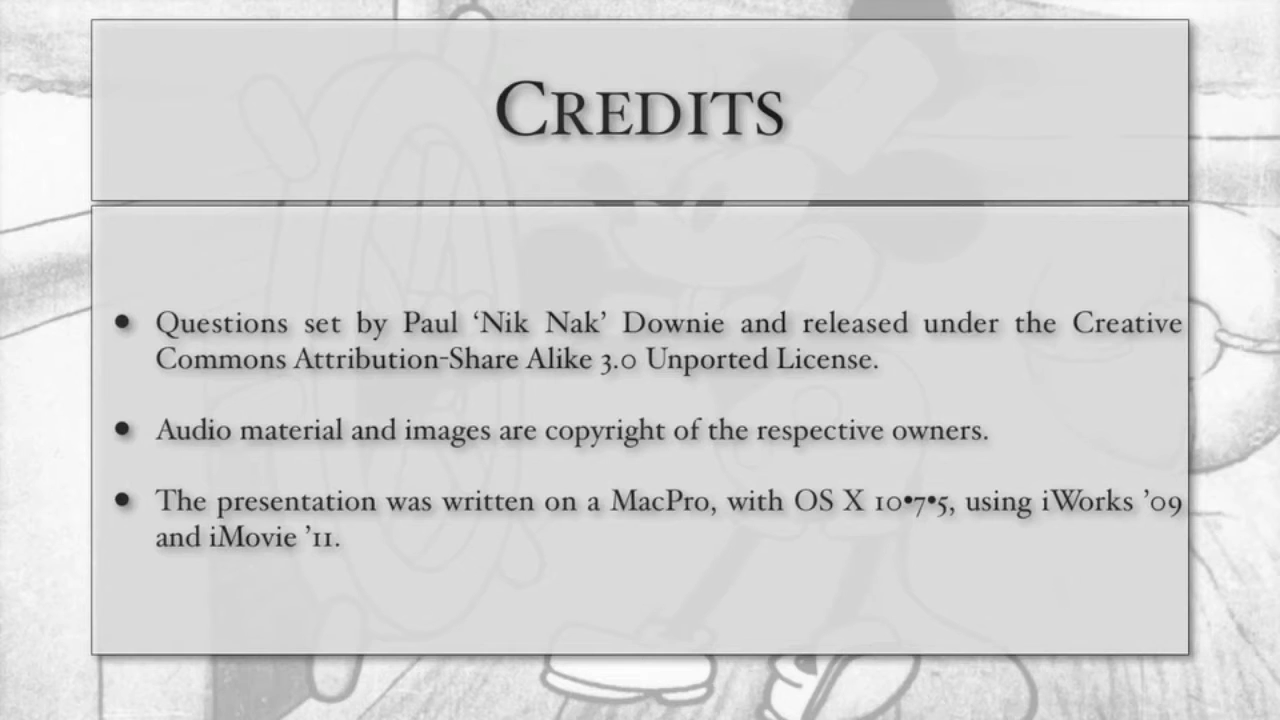 CREDITS
• Questions set by Paul ‘Nik Nak’ Downie and released under the Creative
Commons Attribution-Share Alike 3.0 Unported License.
• Audio material and images are copyright of the respective owners.
• The presentation was written on a MacPro, with OS X 10•7•5, using iWorks ’09
and iMovie ’11.